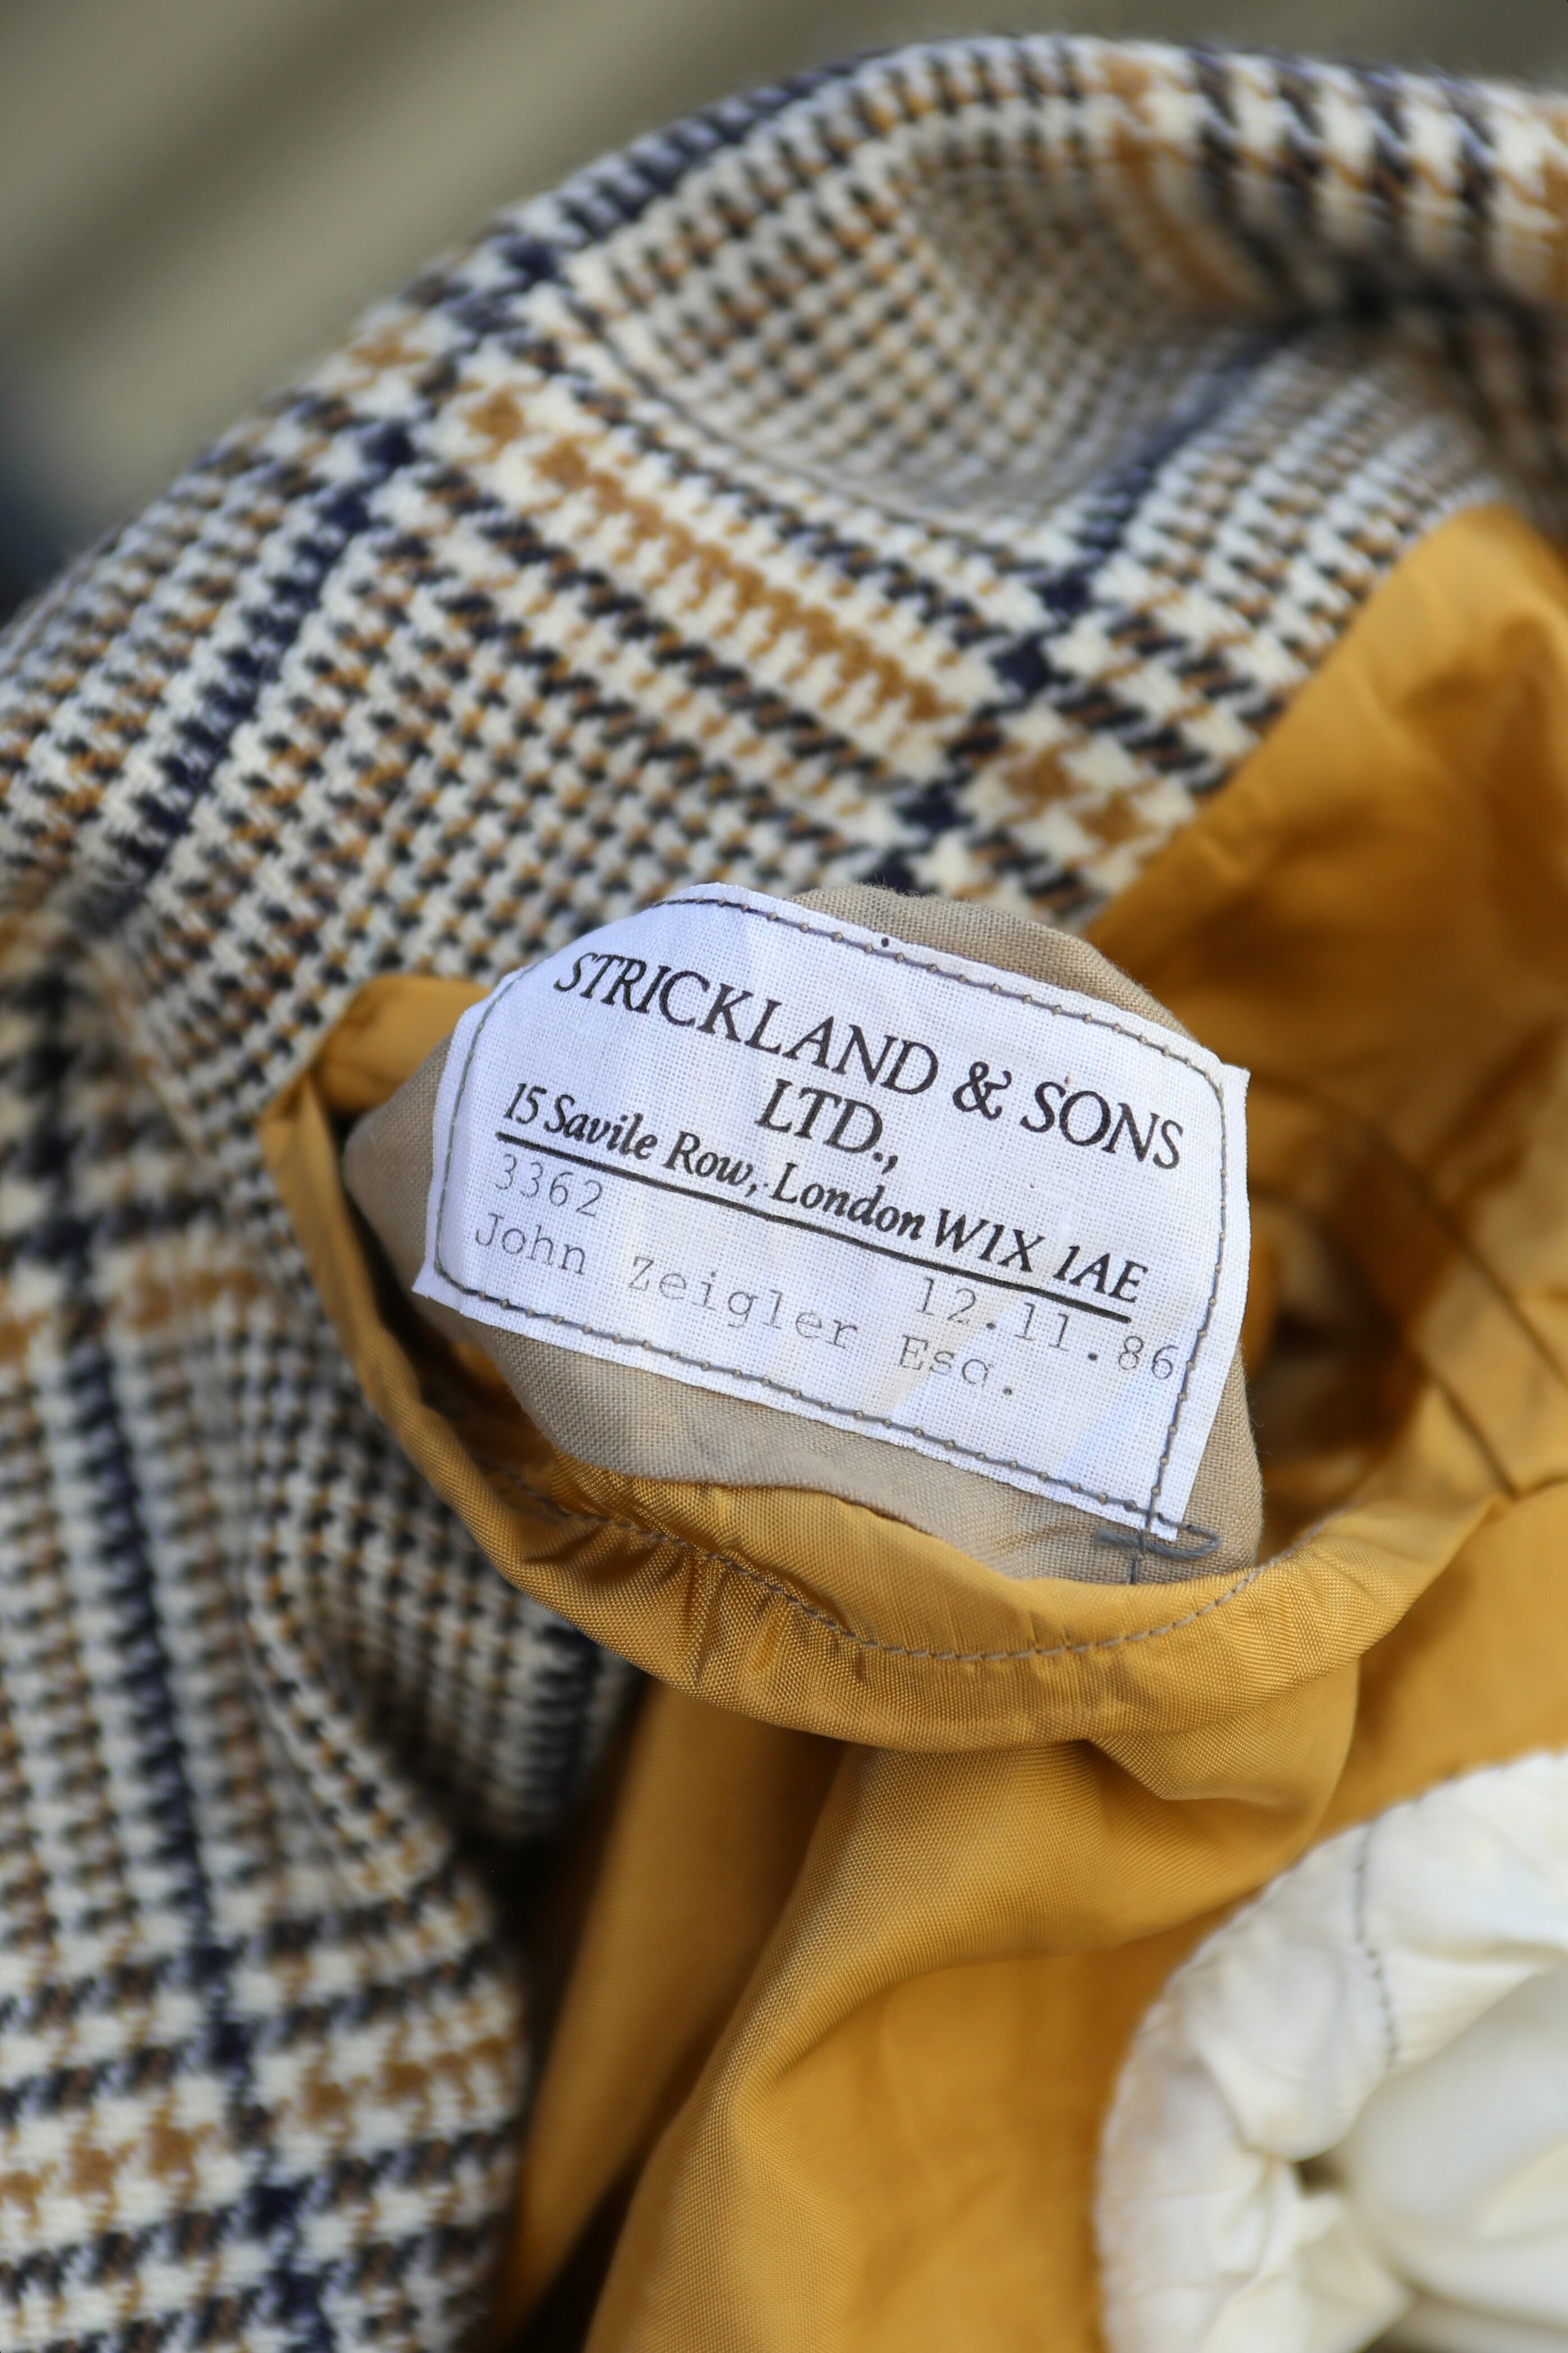 STRICKLAND & SONS
LTD.,
15 Savile Row, London W1X 1AE
3362 12.11.86
John Zeigler Esq.